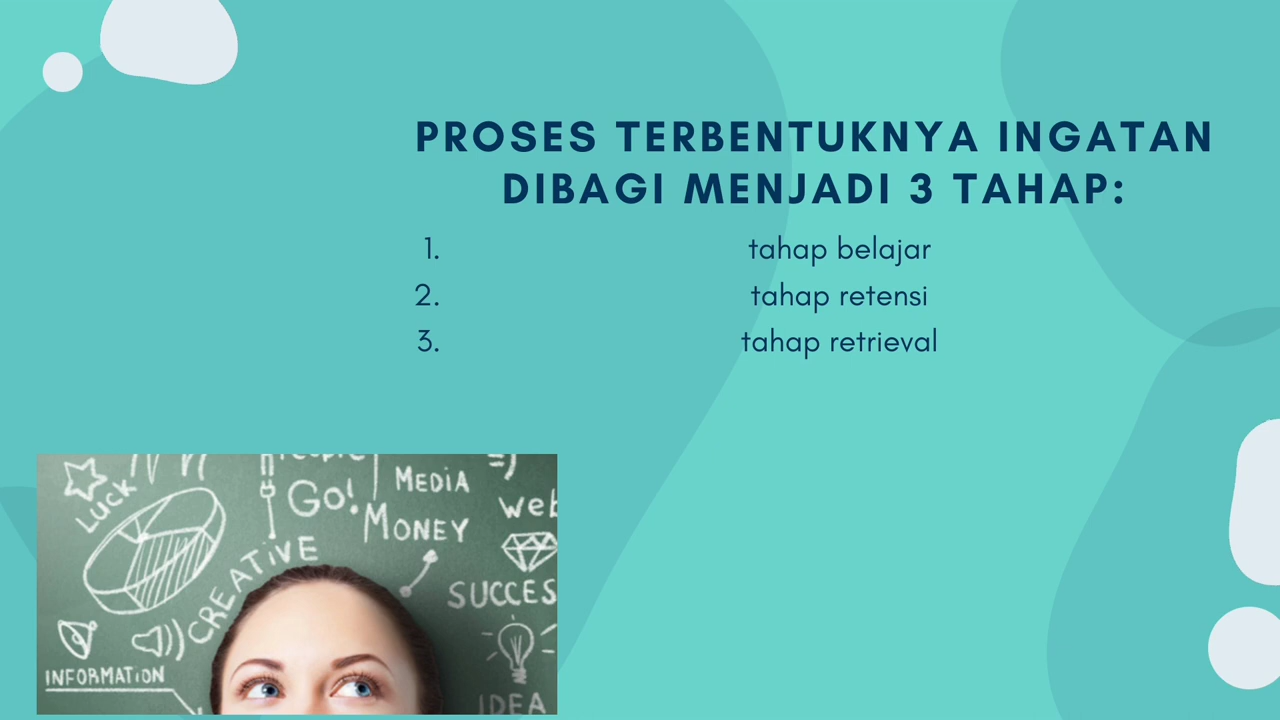 PROSES TERBENTUKNYA INGATAN
DIBAGI MENJADI 3 TAHAP:
1. tahap belajar
2. tahap retensi
3. tahap retrieval
LUCK
Go!
MEDIA
MONEY
CREATIVE
SUCCES
INFORMATION
IDEA